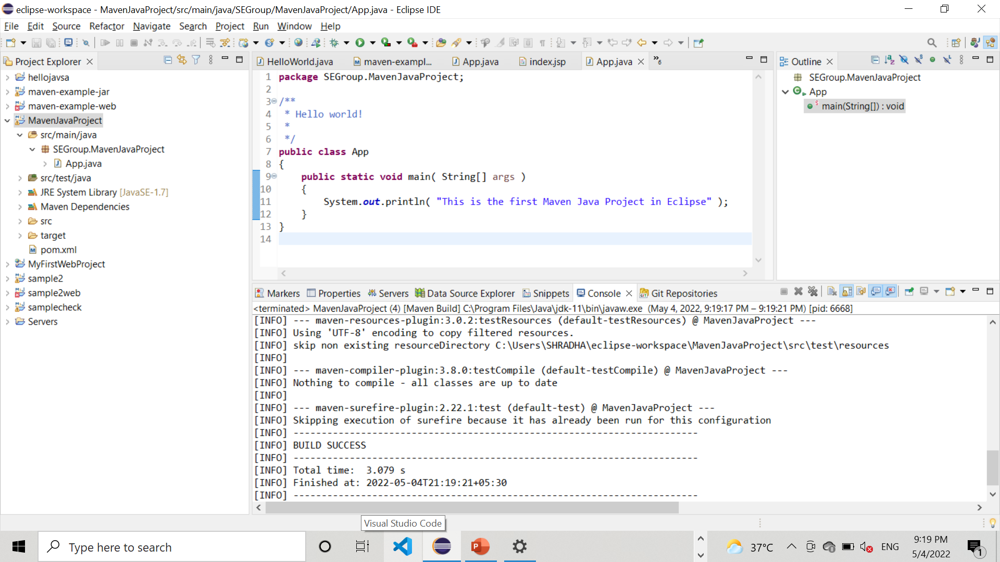 eclipse-workspace - MavenJavaProject/src/main/java/SEGroup/MavenJavaProject/App.java - Eclipse IDE
File Edit Source Refactor Navigate Search Project Run Window Help
Project Explorer
hellojavsa
maven-example-jar
maven-example-web
MavenJavaProject
src/main/java
SEGroup.MavenJavaProject
App.java
src/test/java
JRE System Library [JavaSE-1.7]
Maven Dependencies
src
target
pom.xml
MyFirstWebProject
sample2
sample2web
samplecheck
Servers
HelloWorld.java maven-exampl... App.java index.jsp App.java »6
1 package SEGroup.MavenJavaProject;
2
3 /**
4 * Hello world!
5 *
6 */
7 public class App
8 {
9 public static void main( String[] args )
10 {
11 System.out.println( "This is the first Maven Java Project in Eclipse" );
12 }
13 }
14
Outline
SEGroup.MavenJavaProject
App
main(String[]) : void
Markers Properties Servers Data Source Explorer Snippets Console Git Repositories
<terminated> MavenJavaProject (4) [Maven Build] C:\Program Files\Java\jdk-11\bin\javaw.exe (May 4, 2022, 9:19:17 PM – 9:19:21 PM) [pid: 6668]
[INFO] --- maven-resources-plugin:3.0.2:testResources (default-testResources) @ MavenJavaProject ---
[INFO] Using 'UTF-8' encoding to copy filtered resources.
[INFO] skip non existing resourceDirectory C:\Users\SHRADHA\eclipse-workspace\MavenJavaProject\src\test\resources
[INFO]
[INFO] --- maven-compiler-plugin:3.8.0:testCompile (default-testCompile) @ MavenJavaProject ---
[INFO] Nothing to compile - all classes are up to date
[INFO]
[INFO] --- maven-surefire-plugin:2.22.1:test (default-test) @ MavenJavaProject ---
[INFO] Skipping execution of surefire because it has already been run for this configuration
[INFO] ------------------------------------------------------------------------
[INFO] BUILD SUCCESS
[INFO] ------------------------------------------------------------------------
[INFO] Total time:  3.079 s
[INFO] Finished at: 2022-05-04T21:19:21+05:30
[INFO] ------------------------------------------------------------------------
Visual Studio Code
Type here to search
37°C
ENG
9:19 PM
5/4/2022
1